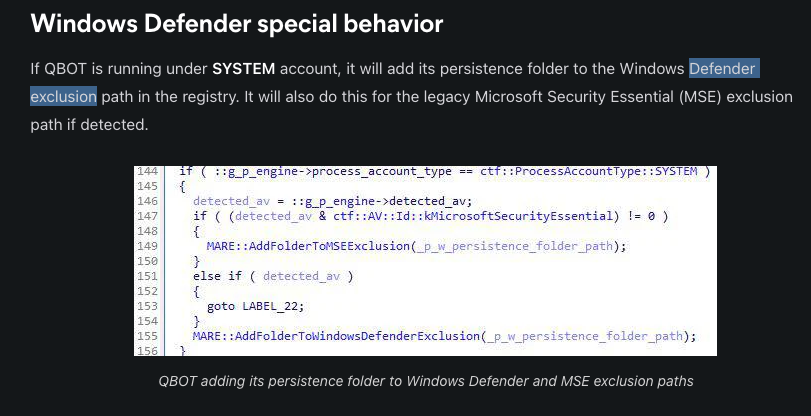 Windows Defender special behavior
If QBOT is running under SYSTEM account, it will add its persistence folder to the Windows Defender
exclusion path in the registry. It will also do this for the legacy Microsoft Security Essential (MSE) exclusion
path if detected.
144 if ( ::g_p_engine->process_account_type == ctf::ProcessAccountType::SYSTEM )
145 {
146 detected_av = ::g_p_engine->detected_av;
147 if ( (detected_av & ctf::AV::Id::kMicrosoftSecurityEssential) != 0 )
148 {
149 MARE::AddFolderToMSEExclusion(_p_w_persistence_folder_path);
150 }
151 else if ( detected_av )
152 {
153 goto LABEL_22;
154 }
155 MARE::AddFolderToWindowsDefenderExclusion(_p_w_persistence_folder_path);
156 }
QBOT adding its persistence folder to Windows Defender and MSE exclusion paths